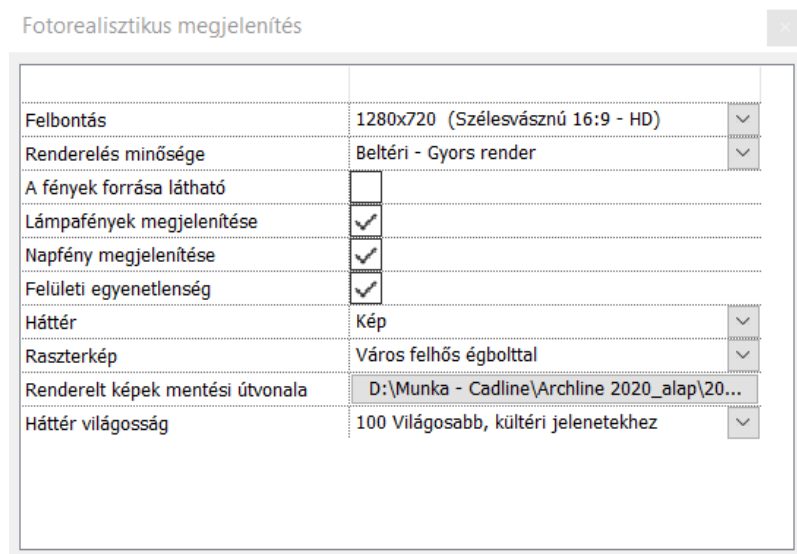 Fotorealisztikus megjelenítés
Felbontás 1280x720 (Szélesvásznú 16:9 - HD)
Renderelés minősége Beltéri - Gyors render
A fények forrása látható
Lámpafények megjelenítése
Napfény megjelenítése
Felületi egyenetlenség
Háttér Kép
Raszterkép Város felhős égbolttal
Renderelt képek mentési útvonala D:\Munka - Cadline\Archline 2020_alap\20...
Háttér világosság 100 Világosabb, kültéri jelenetekhez